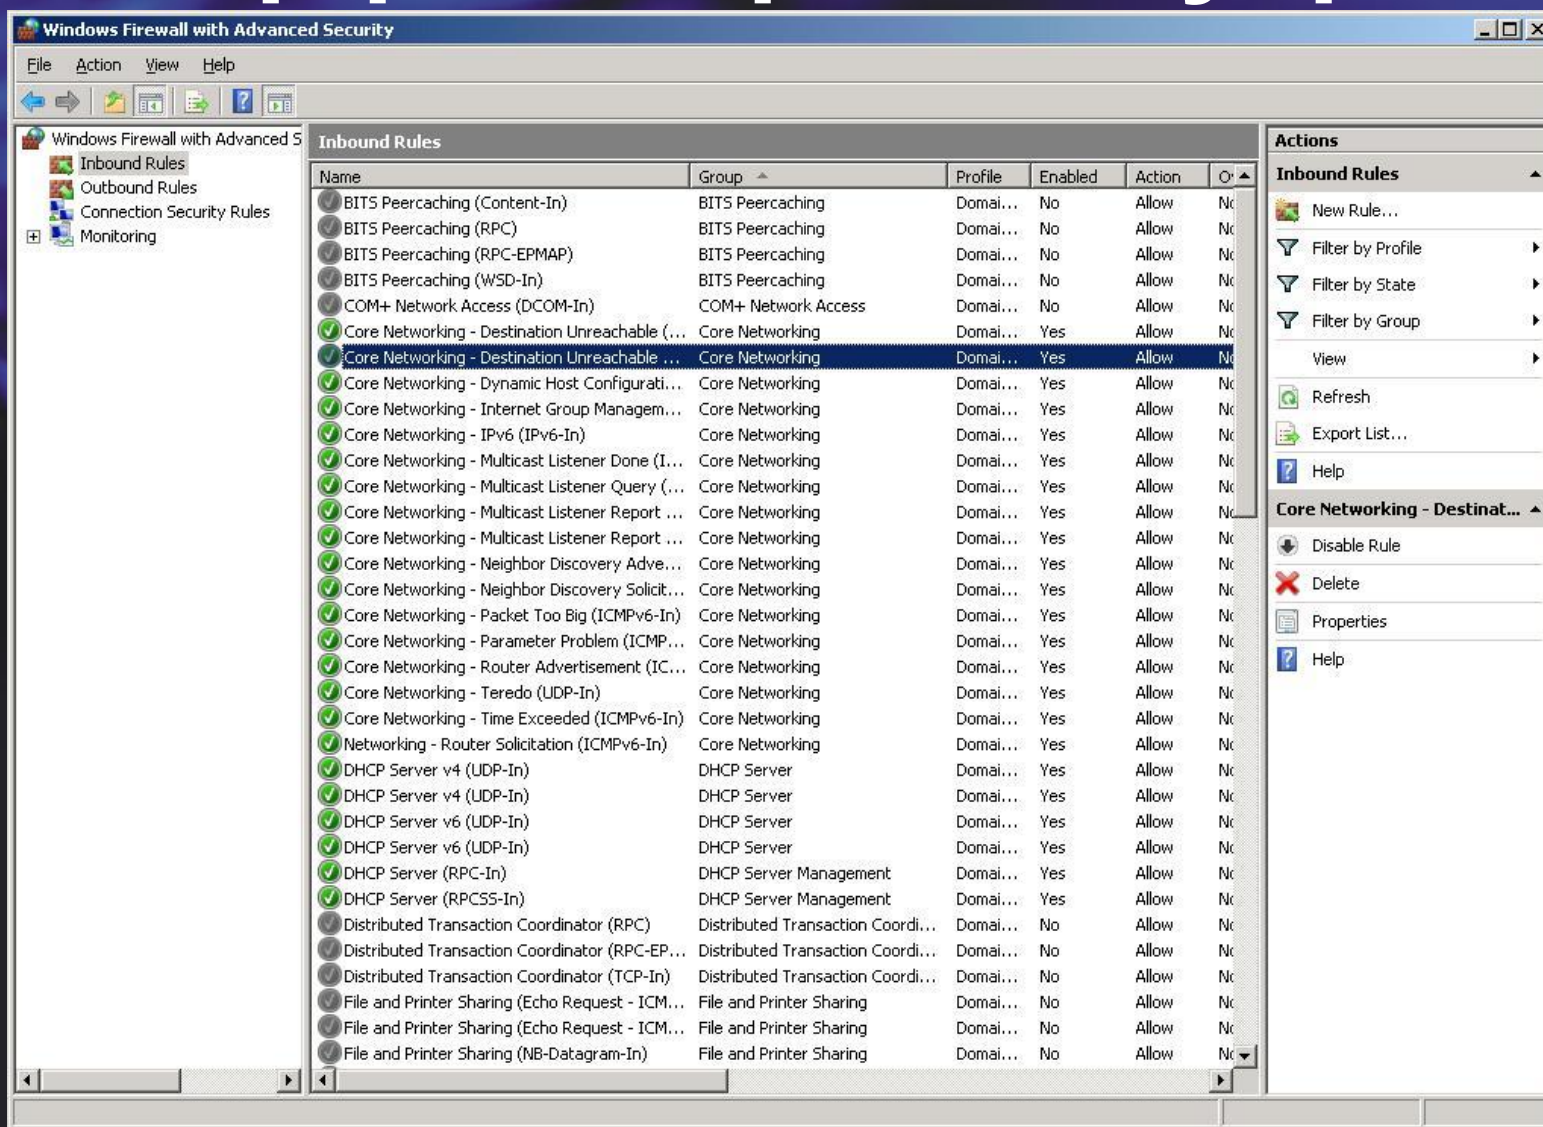 Windows Firewall with Advanced Security
File Action View Help
Windows Firewall with Advanced S
Inbound Rules
Outbound Rules
Connection Security Rules
Monitoring
Inbound Rules
Name Group Profile Enabled Action
BITS Peercaching (Content-In) BITS Peercaching Domai... No Allow
BITS Peercaching (RPC) BITS Peercaching Domai... No Allow
BITS Peercaching (RPC-EPMAP) BITS Peercaching Domai... No Allow
BITS Peercaching (WSD-In) BITS Peercaching Domai... No Allow
COM+ Network Access (DCOM-In) COM+ Network Access Domai... No Allow
Core Networking - Destination Unreachable (... Core Networking Domai... Yes Allow
Core Networking - Destination Unreachable ... Core Networking Domai... Yes Allow
Core Networking - Dynamic Host Configurati... Core Networking Domai... Yes Allow
Core Networking - Internet Group Managem... Core Networking Domai... Yes Allow
Core Networking - IPv6 (IPv6-In) Core Networking Domai... Yes Allow
Core Networking - Multicast Listener Done (I... Core Networking Domai... Yes Allow
Core Networking - Multicast Listener Query (... Core Networking Domai... Yes Allow
Core Networking - Multicast Listener Report ... Core Networking Domai... Yes Allow
Core Networking - Multicast Listener Report ... Core Networking Domai... Yes Allow
Core Networking - Neighbor Discovery Adve... Core Networking Domai... Yes Allow
Core Networking - Neighbor Discovery Solicit... Core Networking Domai... Yes Allow
Core Networking - Packet Too Big (ICMPv6-In) Core Networking Domai... Yes Allow
Core Networking - Parameter Problem (ICMP... Core Networking Domai... Yes Allow
Core Networking - Router Advertisement (IC... Core Networking Domai... Yes Allow
Core Networking - Teredo (UDP-In) Core Networking Domai... Yes Allow
Core Networking - Time Exceeded (ICMPv6-In) Core Networking Domai... Yes Allow
Networking - Router Solicitation (ICMPv6-In) Core Networking Domai... Yes Allow
DHCP Server v4 (UDP-In) DHCP Server Domai... Yes Allow
DHCP Server v4 (UDP-In) DHCP Server Domai... Yes Allow
DHCP Server v6 (UDP-In) DHCP Server Domai... Yes Allow
DHCP Server v6 (UDP-In) DHCP Server Domai... Yes Allow
DHCP Server (RPC-In) DHCP Server Management Domai... Yes Allow
DHCP Server (RPCSS-In) DHCP Server Management Domai... Yes Allow
Distributed Transaction Coordinator (RPC) Distributed Transaction Coordi... Domai... No Allow
Distributed Transaction Coordinator (RPC-EP... Distributed Transaction Coordi... Domai... No Allow
Distributed Transaction Coordinator (TCP-In) Distributed Transaction Coordi... Domai... No Allow
File and Printer Sharing (Echo Request - ICM... File and Printer Sharing Domai... No Allow
File and Printer Sharing (Echo Request - ICM... File and Printer Sharing Domai... No Allow
File and Printer Sharing (NB-Datagram-In) File and Printer Sharing Domai... No Allow
Actions
Inbound Rules
New Rule...
Filter by Profile
Filter by State
Filter by Group
View
Refresh
Export List...
Help
Core Networking - Destinat...
Disable Rule
Delete
Properties
Help